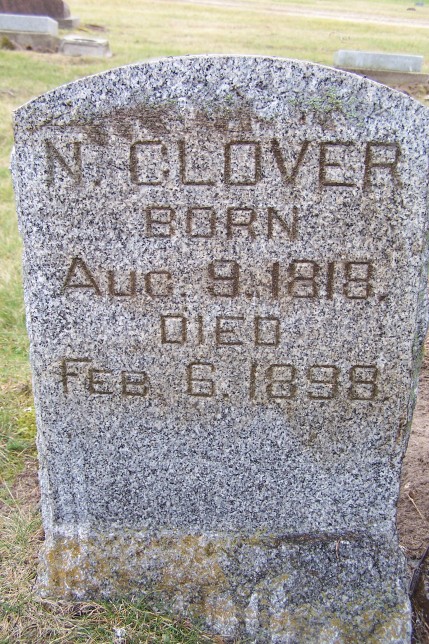 N. CLOVER
BORN
AUG. 9. 1818.
DIED
FEB. 6. 1898.